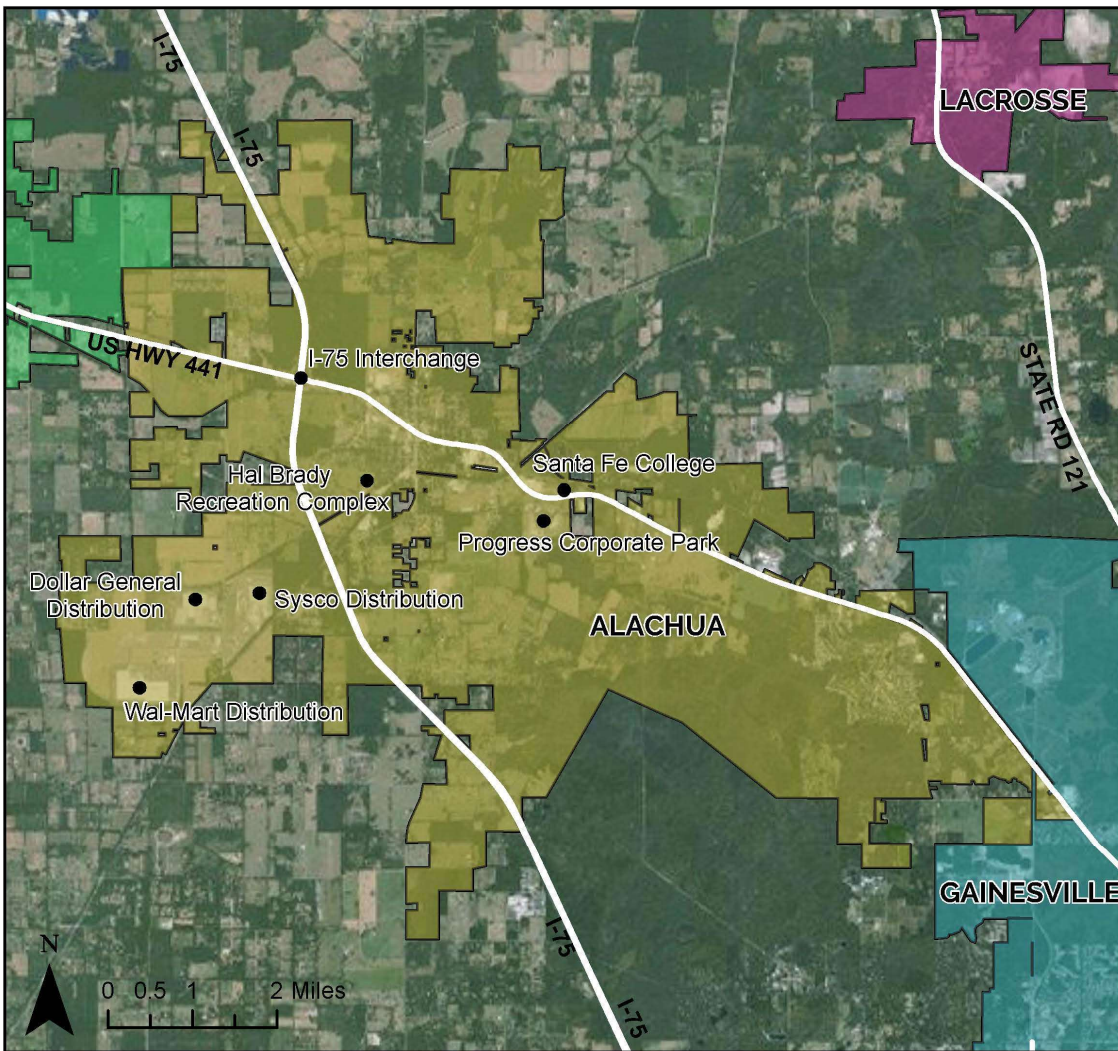 I-75
I-75
LACROSSE
US HWY 441
I-75 Interchange
STATE RD 121
Hal Brady
Recreation Complex
Santa Fe College
Progress Corporate Park
Dollar General
Distribution
Sysco Distribution
ALACHUA
Wal-Mart Distribution
GAINESVILLE
I-75
I-75
N
0 0.5 1 2 Miles